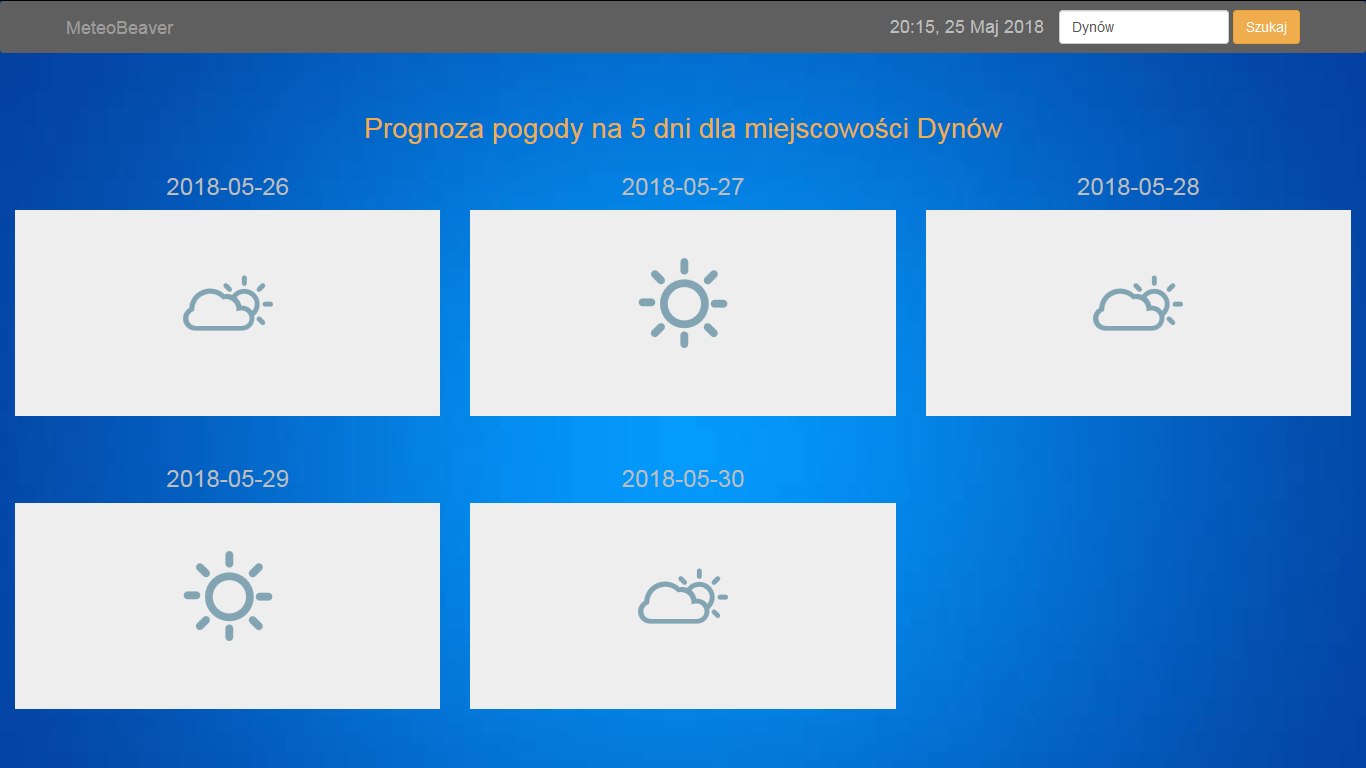 MeteoBeaver
20:15, 25 Maj 2018
Dynów
Szukaj
Prognoza pogody na 5 dni dla miejscowości Dynów
2018-05-26
2018-05-27
2018-05-28
2018-05-29
2018-05-30